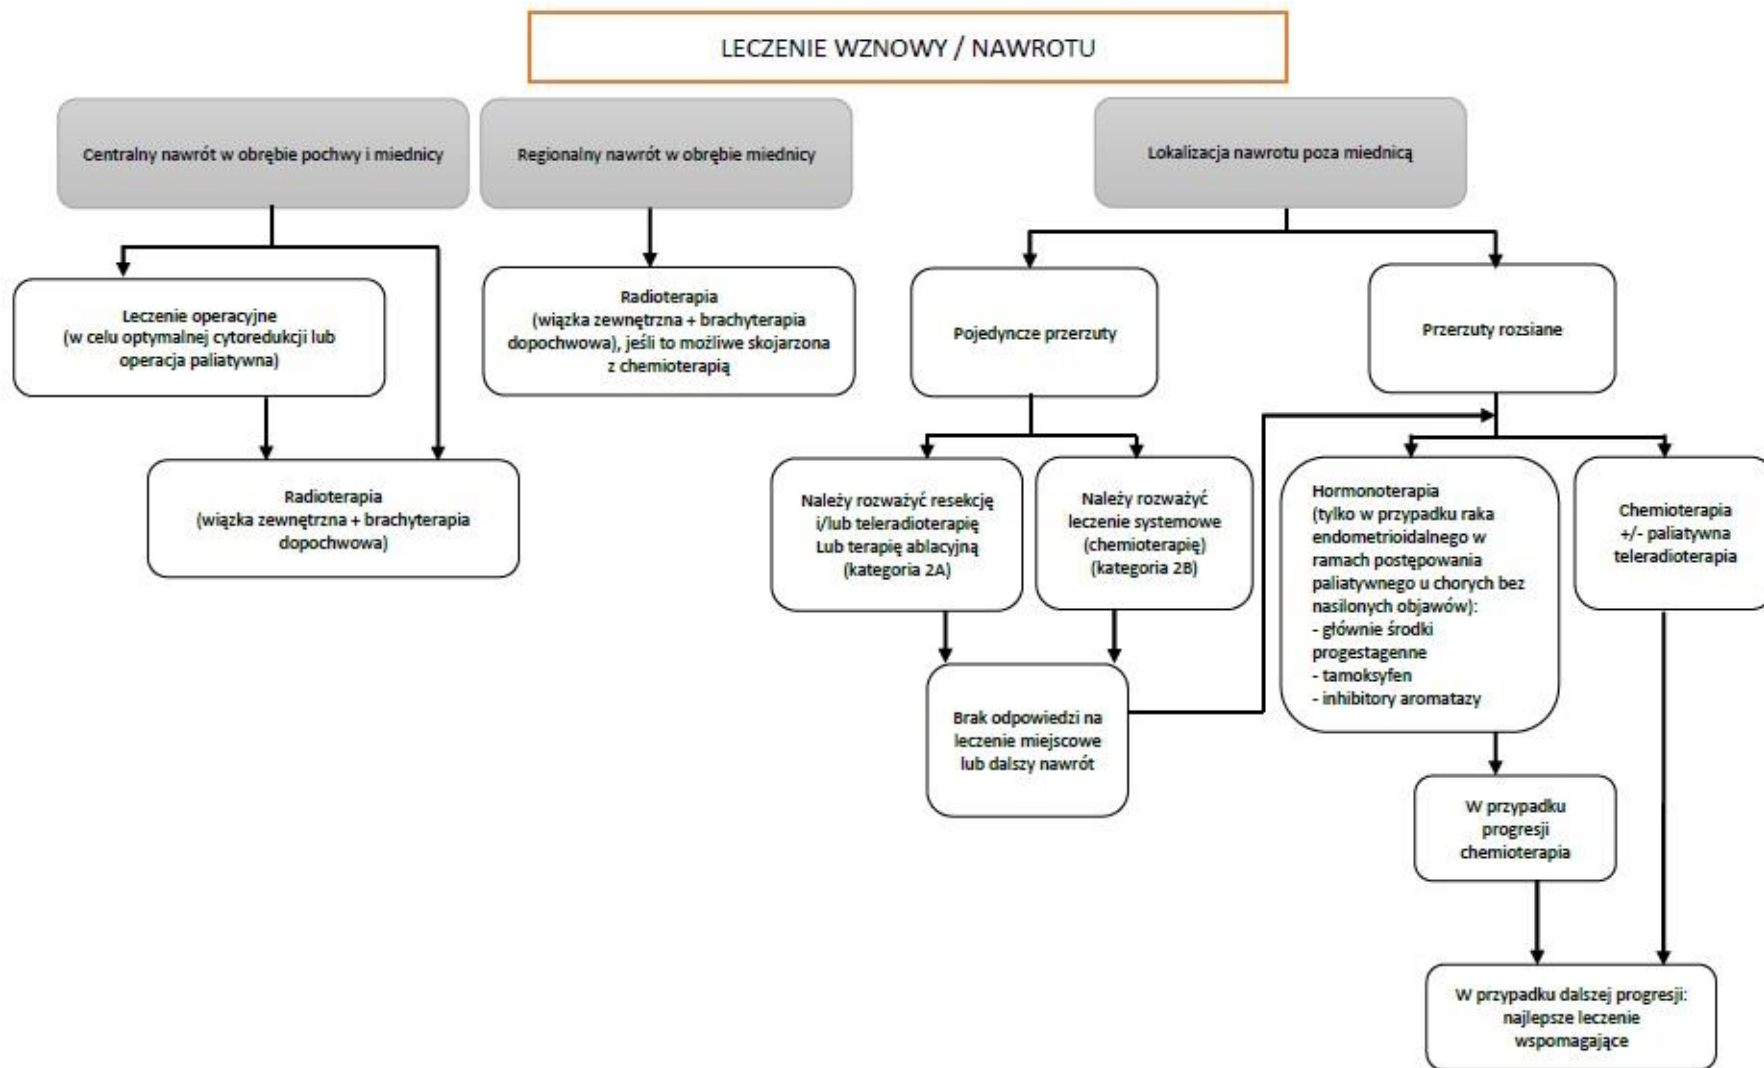 LECZENIE WZNOWY / NAWROTU
Centralny nawrót w obrębie pochwy i miednicy
Regionalny nawrót w obrębie miednicy
Lokalizacja nawrotu poza miednicą
Leczenie operacyjne
(w celu optymalnej cytoredukcji lub
operacja paliatywna)
Radioterapia
(wiązka zewnętrzna + brachyterapia
dopochwowa)
Radioterapia
(wiązka zewnętrzna + brachyterapia
dopochwowa), jeśli to możliwe skojarzona
z chemioterapią
Pojedyncze przerzuty
Przerzuty rozsiane
Należy rozważyć resekcję
i/lub teleradioterapię
Lub terapię ablacyjną
(kategoria 2A)
Należy rozważyć
leczenie systemowe
(chemioterapię)
(kategoria 2B)
Brak odpowiedzi na
leczenie miejscowe
lub dalszy nawrót
Hormonoterapia
(tylko w przypadku raka
endometrioidalnego w
ramach postępowania
paliatywnego u chorych bez
nasilonych objawów):
- głównie środki
progestagenne
- tamoksyfen
- inhibitory aromatazy
Chemioterapia
+/- paliatywna
teleradioterapia
W przypadku
progresji
chemioterapia
W przypadku dalszej progresji:
najlepsze leczenie
wspomagające